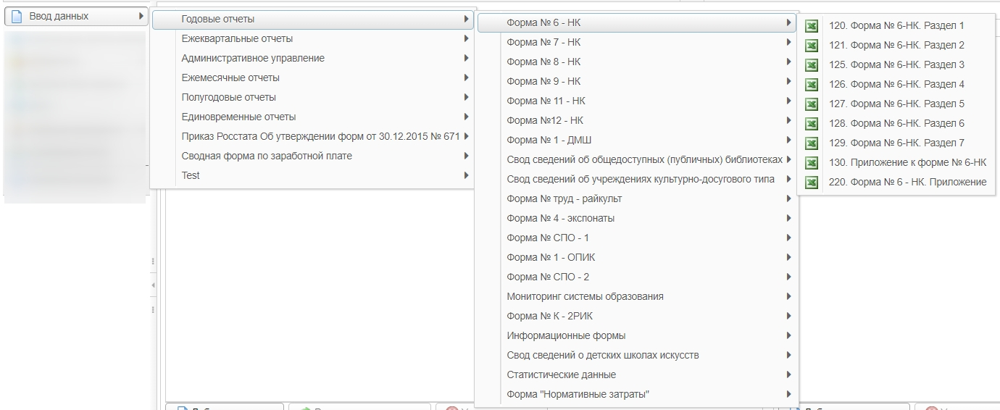 Ввод данных
Годовые отчеты
Ежеквартальные отчеты
Административное управление
Ежемесячные отчеты
Полугодовые отчеты
Единовременные отчеты
Приказ Росстата Об утверждении форм от 30.12.2015 № 671
Сводная форма по заработной плате
Test
Форма № 6 - НК
Форма № 7 - НК
Форма № 8 - НК
Форма № 9 - НК
Форма № 11 - НК
Форма №12 - НК
Форма № 1 - ДМШ
Свод сведений об общедоступных (публичных) библиотеках
Свод сведений об учреждениях культурно-досугового типа
Форма № труд - райкульт
Форма № 4 - экспонаты
Форма № СПО - 1
Форма № 1 - ОПИК
Форма № СПО - 2
Мониторинг системы образования
Форма № К - 2РИК
Информационные формы
Свод сведений о детских школах искусств
Статистические данные
Форма "Нормативные затраты"
120. Форма № 6-НК. Раздел 1
121. Форма № 6-НК. Раздел 2
125. Форма № 6-НК. Раздел 3
126. Форма № 6-НК. Раздел 4
127. Форма № 6-НК. Раздел 5
128. Форма № 6-НК. Раздел 6
129. Форма № 6-НК. Раздел 7
130. Приложение к форме № 6-НК
220. Форма № 6 - НК. Приложение